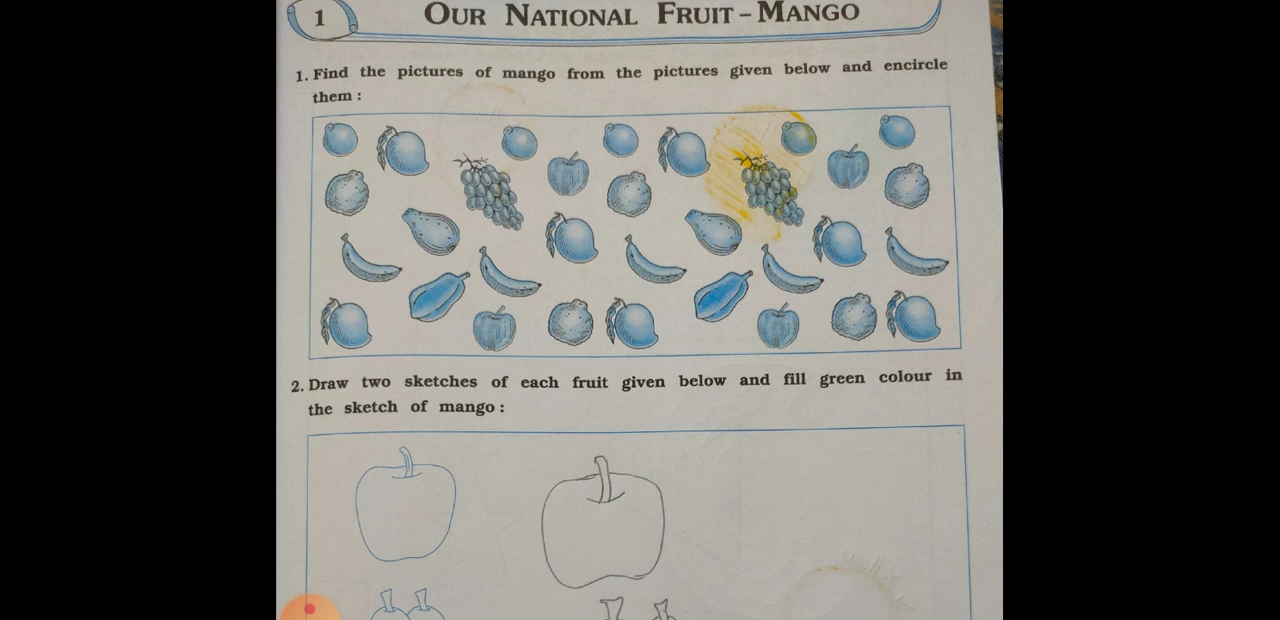 1
OUR NATIONAL FRUIT – MANGO
1. Find the pictures of mango from the pictures given below and encircle
them :
2. Draw two sketches of each fruit given below and fill green colour in
the sketch of mango :